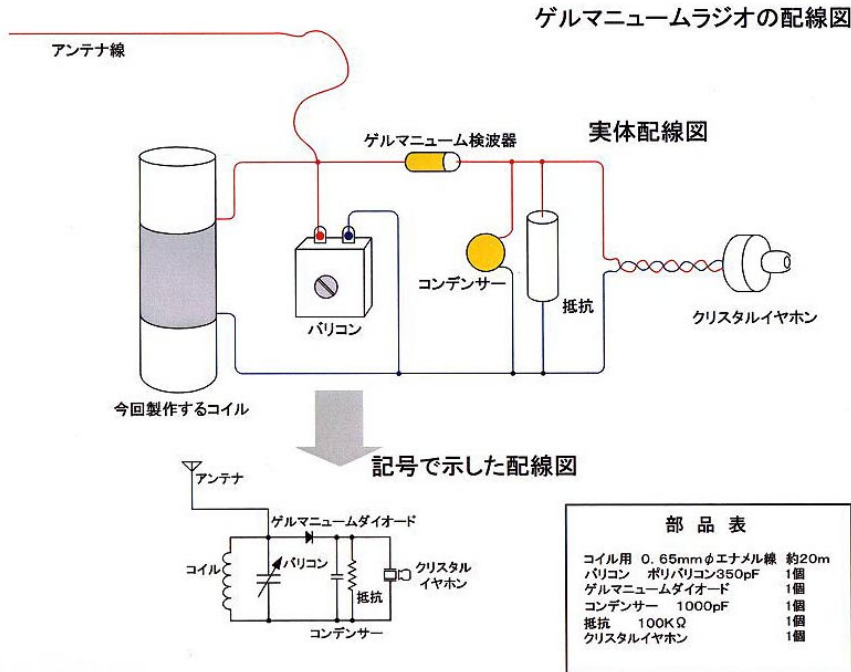 ゲルマニュームラジオの配線図
アンテナ線
実体配線図
ゲルマニューム検波器
コンデンサー
抵抗
バリコン
クリスタルイヤホン
今回製作するコイル
記号で示した配線図
アンテナ
ゲルマニュームダイオード
コイル
バリコン
クリスタル
イヤホン
抵抗
コンデンサー
部品表
コイル用 0.65mmφエナメル線 約20m
バリコン ポリバリコン350pF 1個
ゲルマニュームダイオード 1個
コンデンサー 1000pF 1個
抵抗 100KΩ 1個
クリスタルイヤホン 1個